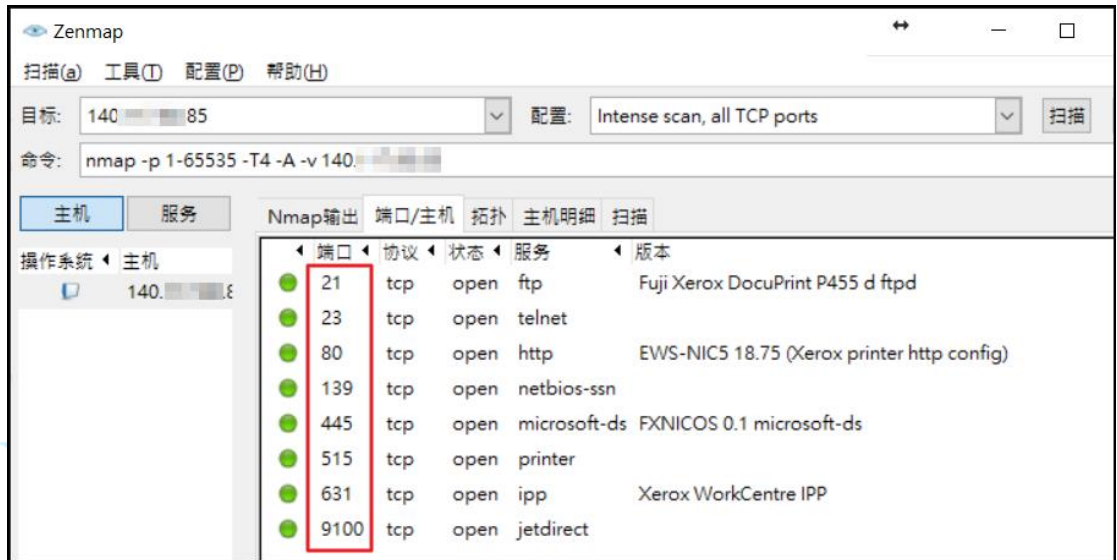 Zenmap
扫描(a) 工具(T) 配置(P) 帮助(H)
目标: 140 85 配置: Intense scan, all TCP ports 扫描
命令: nmap -p 1-65535 -T4 -A -v 140.
主机 服务 Nmap输出 端口/主机 拓扑 主机明细 扫描
操作系统 主机 端口 协议 状态 服务 版本
140.
21 tcp open ftp Fuji Xerox DocuPrint P455 d ftpd
23 tcp open telnet
80 tcp open http EWS-NIC5 18.75 (Xerox printer http config)
139 tcp open netbios-ssn
445 tcp open microsoft-ds FXNICOS 0.1 microsoft-ds
515 tcp open printer
631 tcp open ipp Xerox WorkCentre IPP
9100 tcp open jetdirect